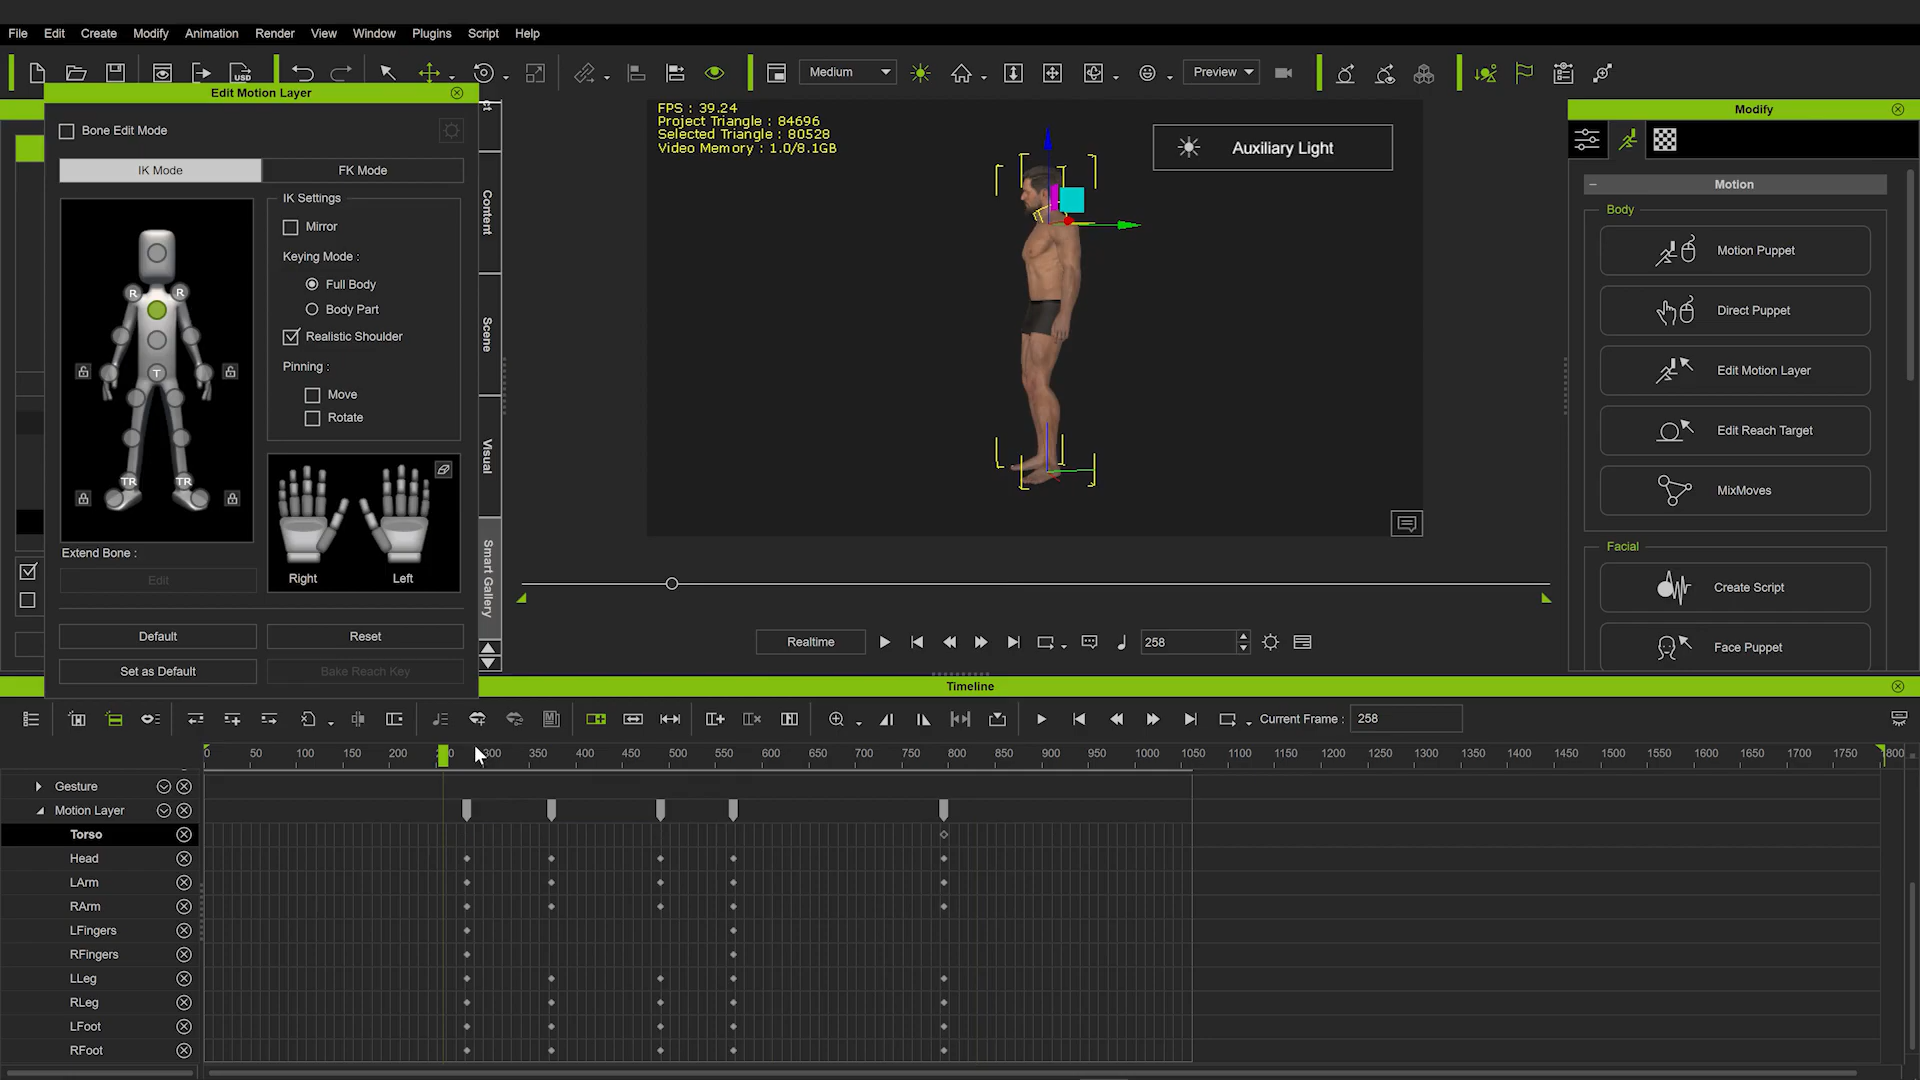 File Edit Create Modify Animation Render View Window Plugins Script Help
USD
Medium
Preview
Edit Motion Layer
Bone Edit Mode
IK Mode
FK Mode
IK Settings
Mirror
Keying Mode :
Full Body
Body Part
Realistic Shoulder
Pinning :
Move
Rotate
R R
T
TR TR
Right Left
Extend Bone :
Edit
Default
Reset
Set as Default
Bake Reach Key
Content
Scene
Visual
Smart Gallery
FPS : 39.24
Project Triangle : 84696
Selected Triangle : 80528
Video Memory : 1.0/8.1GB
Auxiliary Light
Realtime
258
Modify
Motion
Body
Motion Puppet
Direct Puppet
Edit Motion Layer
Edit Reach Target
MixMoves
Facial
Create Script
Face Puppet
Timeline
Current Frame : 258
0 50 100 150 200 300 350 400 450 500 550 600 650 700 750 800 850 900 950 1000 1050 1100 1150 1200 1250 1300 1350 1400 1450 1500 1550 1600 1650 1700 1750 1800
Gesture
Motion Layer
Torso
Head
LArm
RArm
LFingers
RFingers
LLeg
RLeg
LFoot
RFoot